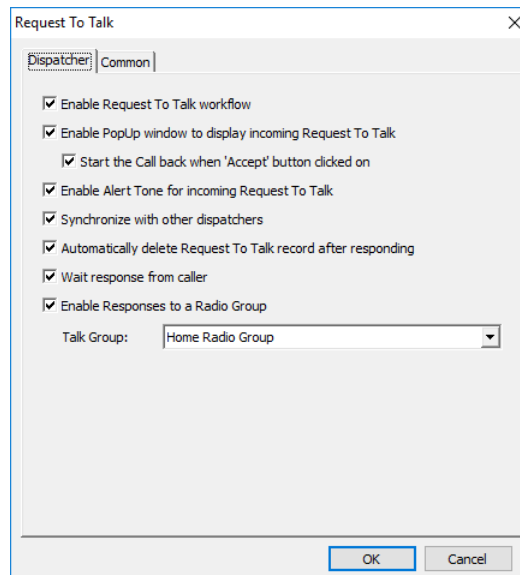 Request To Talk
Dispatcher Common
Enable Request To Talk workflow
Enable PopUp window to display incoming Request To Talk
Start the Call back when 'Accept' button clicked on
Enable Alert Tone for incoming Request To Talk
Synchronize with other dispatchers
Automatically delete Request To Talk record after responding
Wait response from caller
Enable Responses to a Radio Group
Talk Group: Home Radio Group
OK Cancel